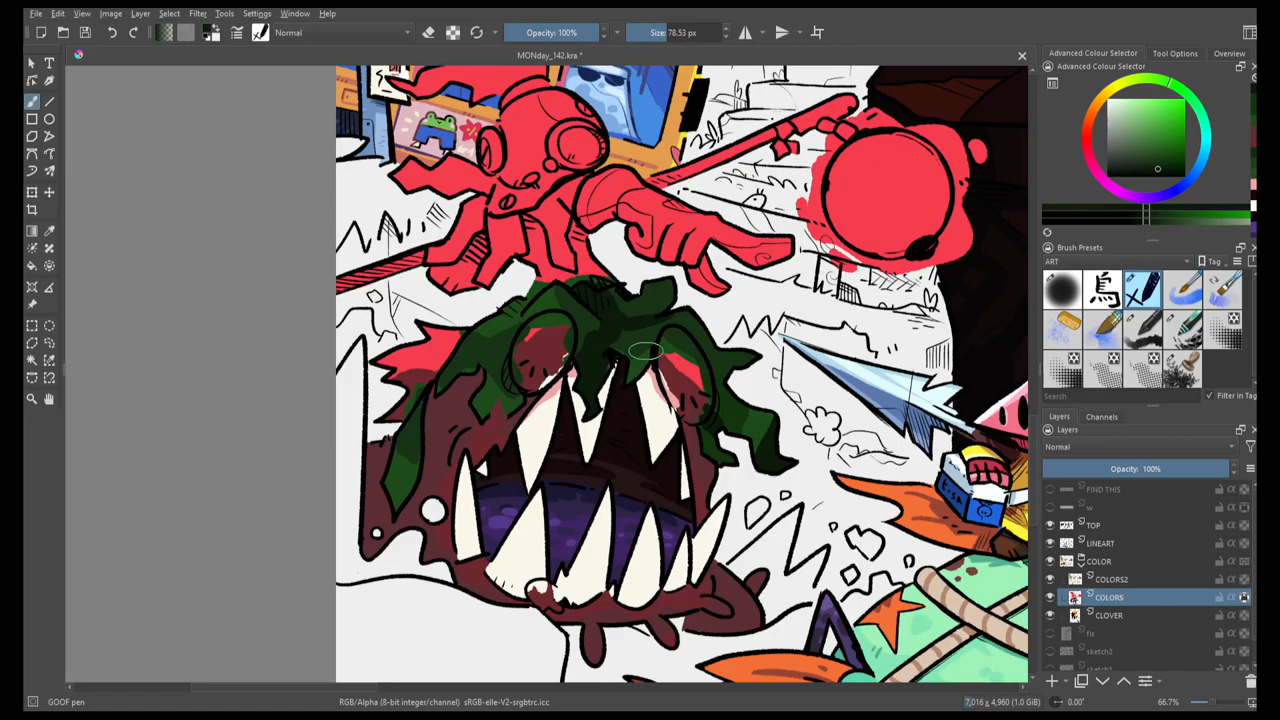 File Edit View Image Layer Select Filter Tools Settings Window Help
Normal Opacity: 100% Size: 78.53 px
MONday_142.kra *
Advanced Colour Selector Tool Options Overview
Advanced Colour Selector
Brush Presets
ART Tag
Search Filter in Tag
Layers Channels
Layers
Normal
Opacity: 100%
FIND THIS
w
TOP
LINEART
COLOR
COLORS2
COLORS
CLOVER
fix
sketch2
sketch1
GOOF pen RGB/Alpha (8-bit integer/channel) sRGB-elle-V2-srgbtrc.icc 7,016 x 4,960 (1.0 GiB) 0.00° 66.7%